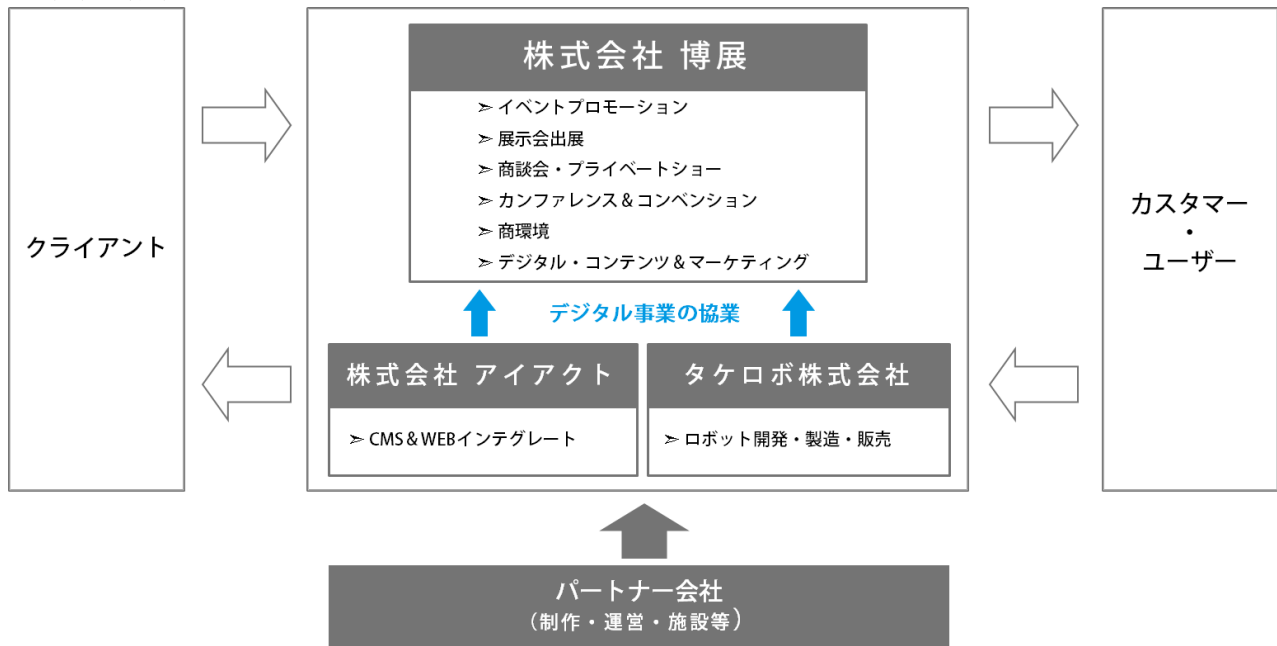 株式会社 博展
➣ イベントプロモーション
➣ 展示会出展
➣ 商談会・プライベートショー
➣ カンファレンス＆コンベンション
➣ 商環境
➣ デジタル・コンテンツ＆マーケティング
クライアント
カスタマー
・
ユーザー
デジタル事業の協業
株式会社 アイアクト
➣ CMS＆WEBインテグレート
タケロボ株式会社
➣ ロボット開発・製造・販売
パートナー会社
（制作・運営・施設等）